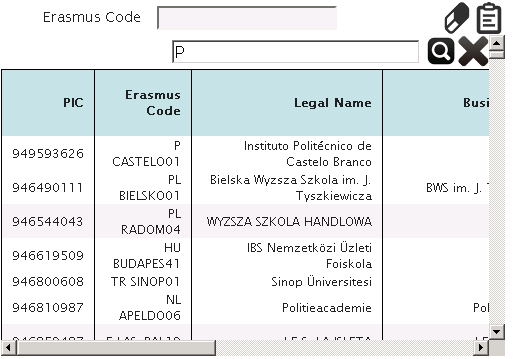 Erasmus Code
P
PIC Erasmus Code Legal Name Busi
949593626 P CASTELO01 Instituto Politécnico de Castelo Branco
946490111 PL BIELSKO01 Bielska Wyzsza Szkola im. J. Tyszkiewicza BWS im. J. T
946544043 PL RADOM04 WYZSZA SZKOLA HANDLOWA
946619509 HU BUDAPES41 IBS Nemzetközi Üzleti Foiskola
946800608 TR SINOP01 Sinop Üniversitesi
946810987 NL APELDO06 Politieacademie Pol